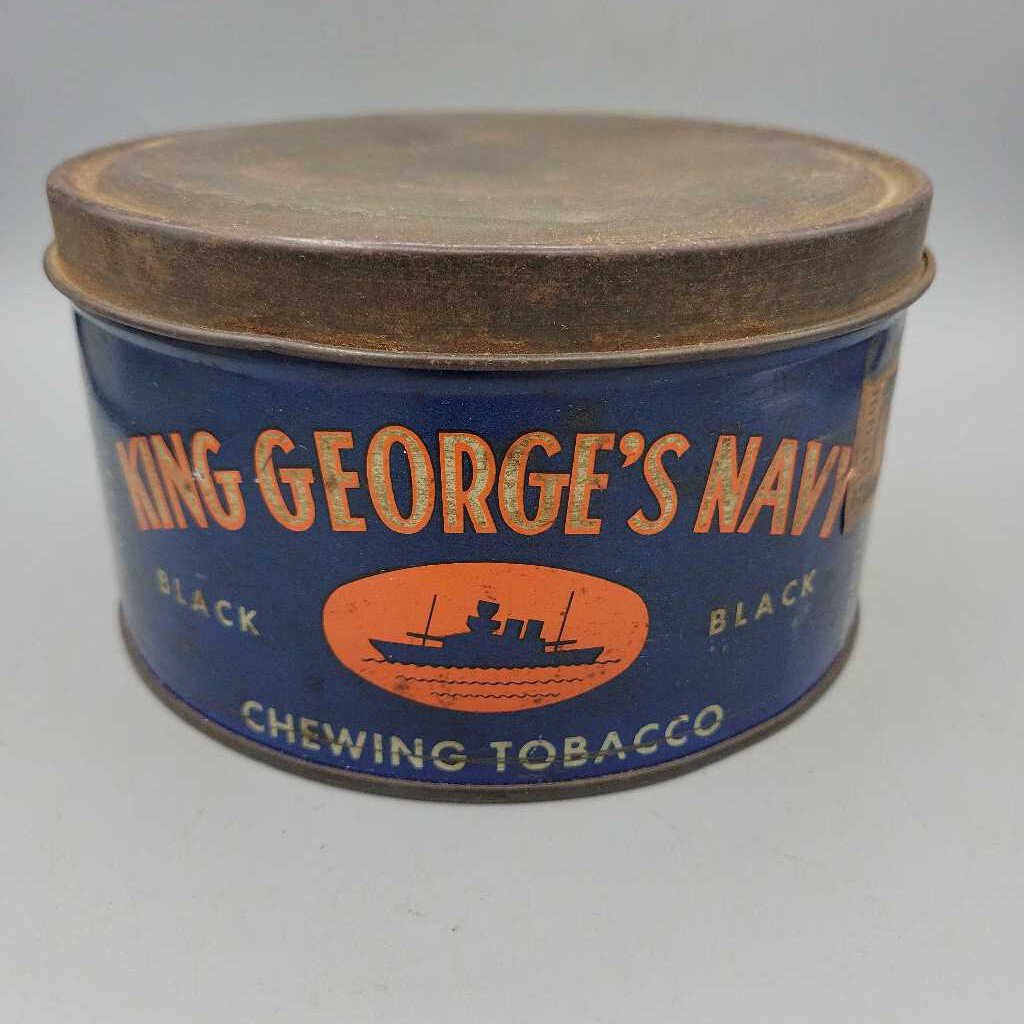 KING GEORGE'S NAVY
BLACK BLACK
CHEWING TOBACCO